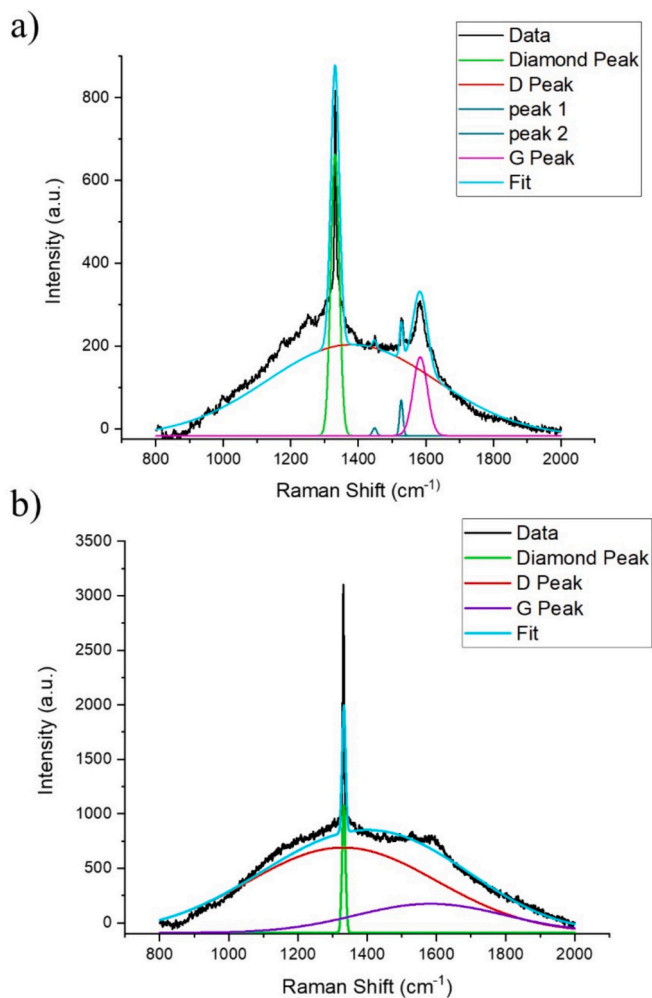 a)
Data
Diamond Peak
D Peak
peak 1
peak 2
G Peak
Fit
Intensity (a.u.)
800
600
400
200
0
800 1000 1200 1400 1600 1800 2000
Raman Shift (cm⁻¹)
b)
Data
Diamond Peak
D Peak
G Peak
Fit
Intensity (a.u.)
3500
3000
2500
2000
1500
1000
500
0
800 1000 1200 1400 1600 1800 2000
Raman Shift (cm⁻¹)